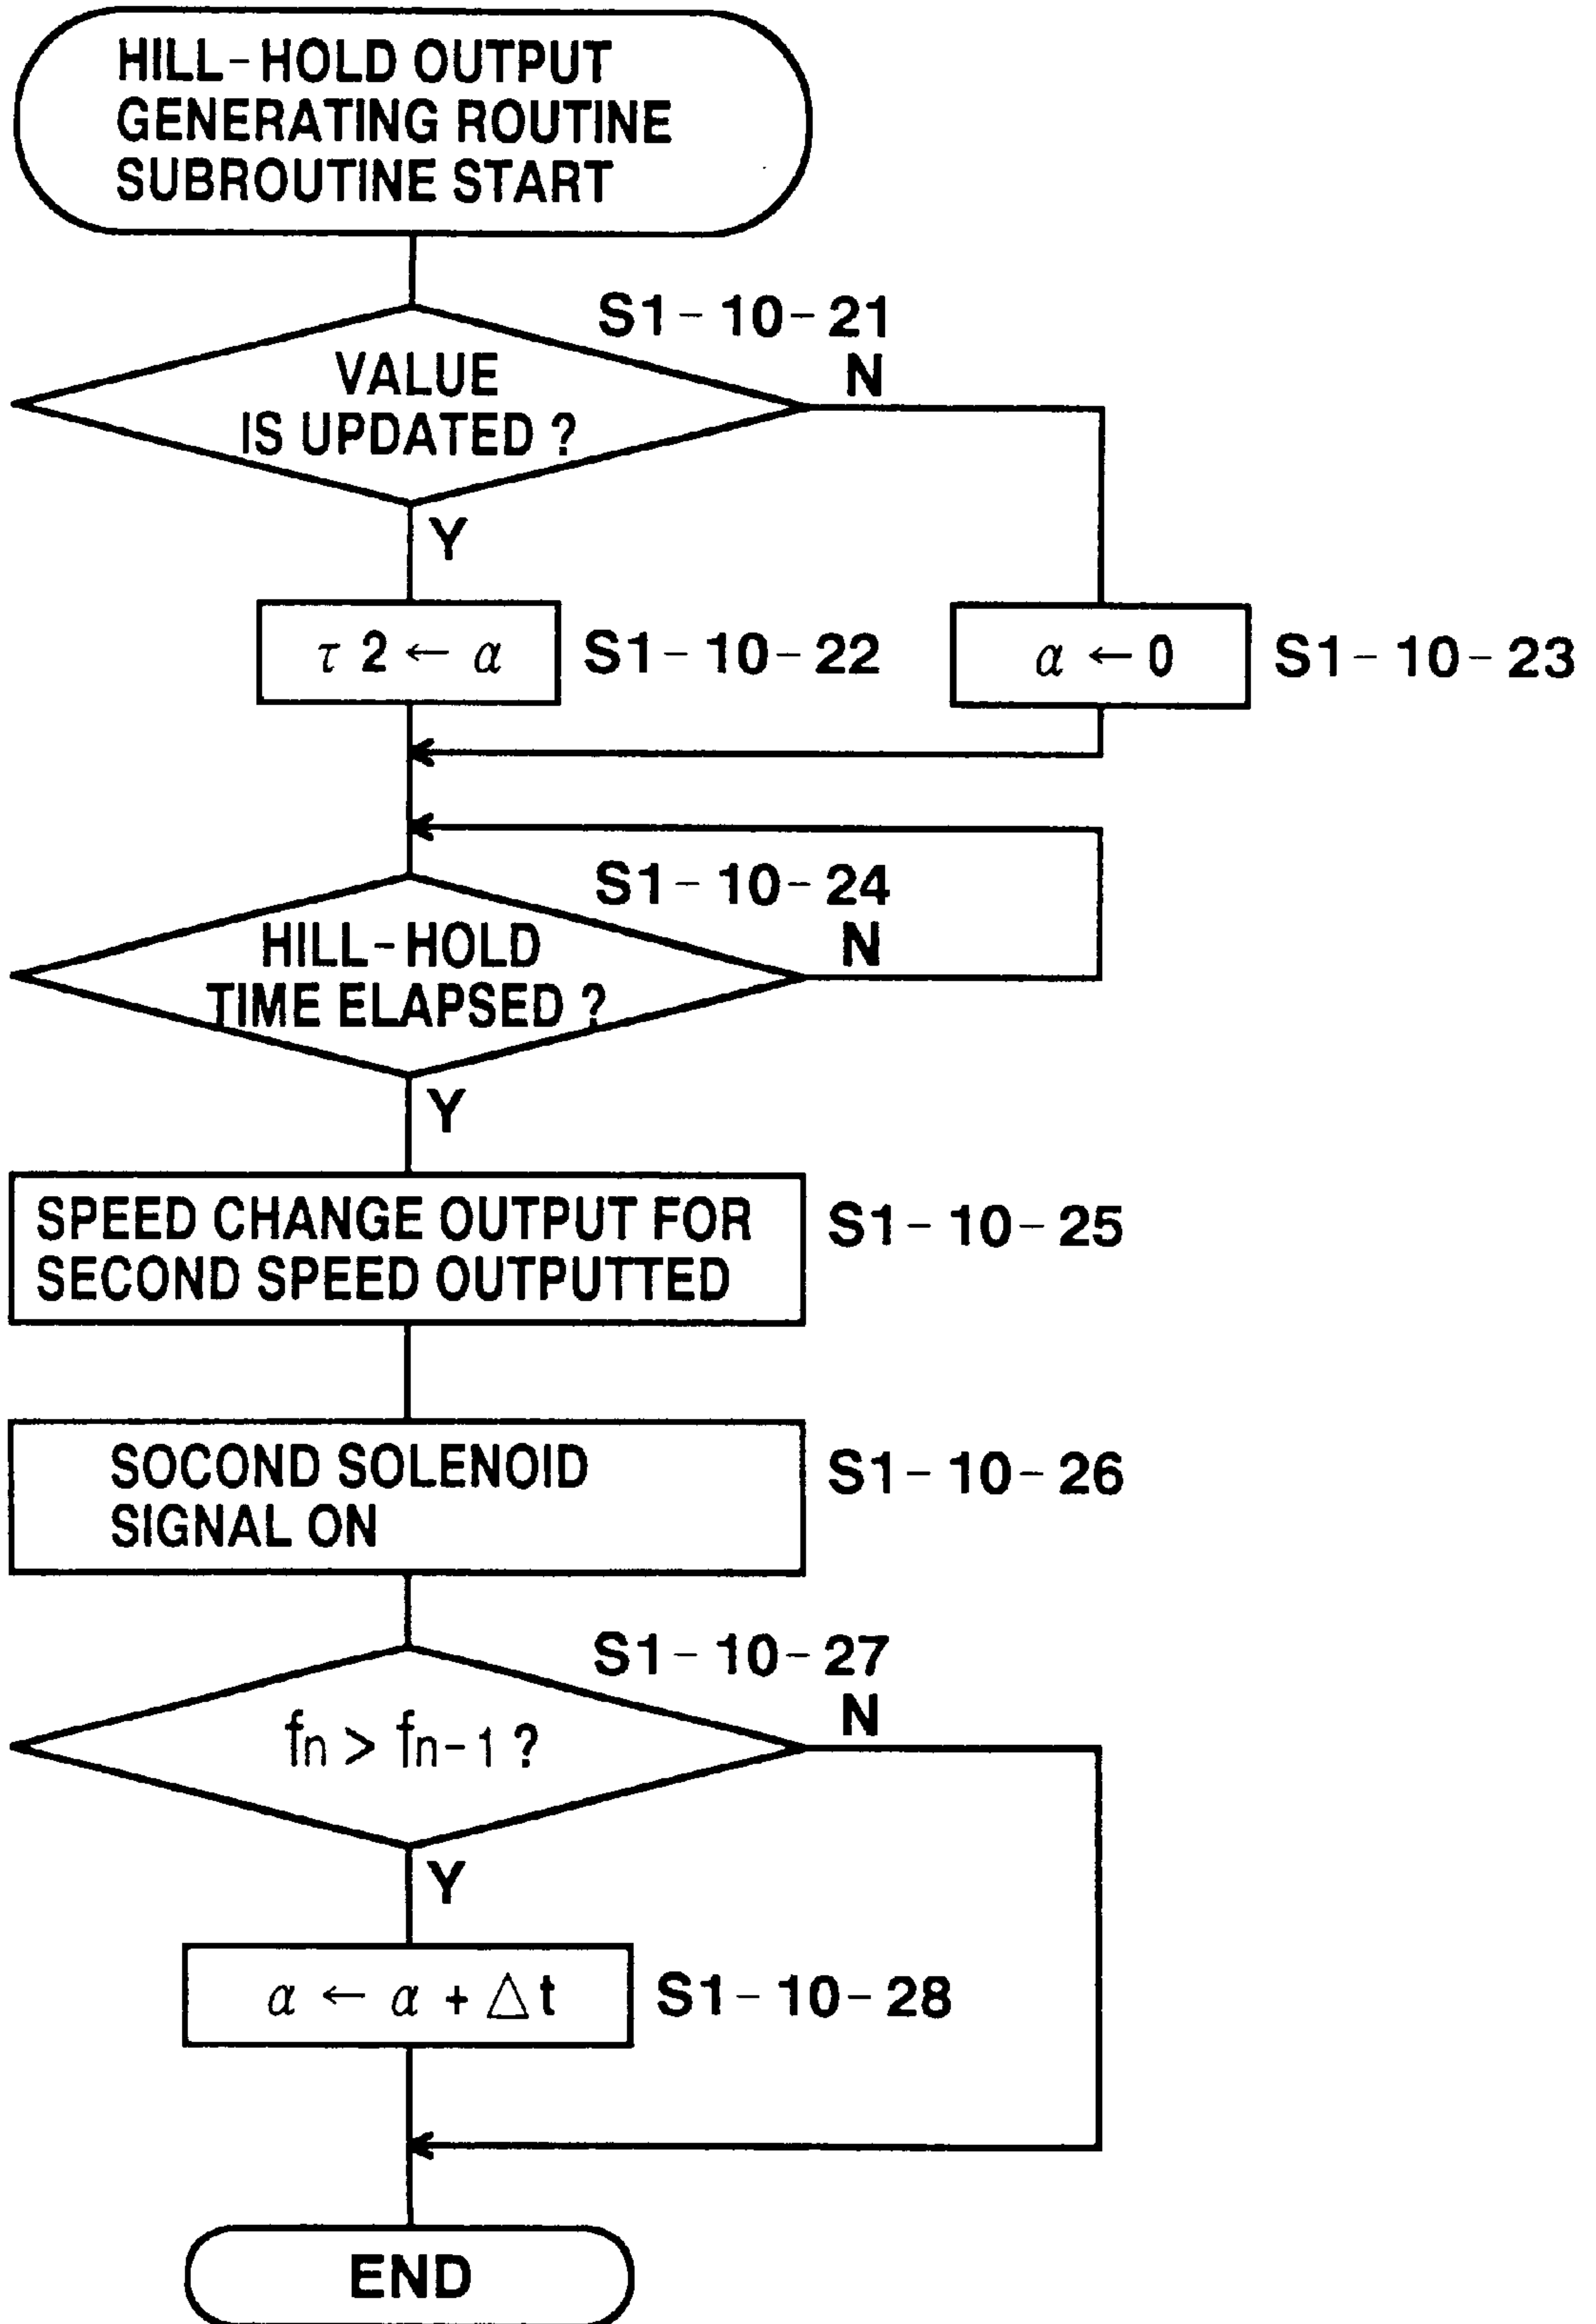 HILL-HOLD OUTPUT
GENERATING ROUTINE
SUBROUTINE START
S1-10-21
VALUE
IS UPDATED ?
N
Y
τ 2 ← α
S1-10-22
α ← 0
S1-10-23
S1-10-24
HILL-HOLD
TIME ELAPSED ?
N
Y
SPEED CHANGE OUTPUT FOR
SECOND SPEED OUTPUTTED
S1-10-25
SOCOND SOLENOID
SIGNAL ON
S1-10-26
S1-10-27
fn > fn-1 ?
N
Y
α ← α + △t
S1-10-28
END